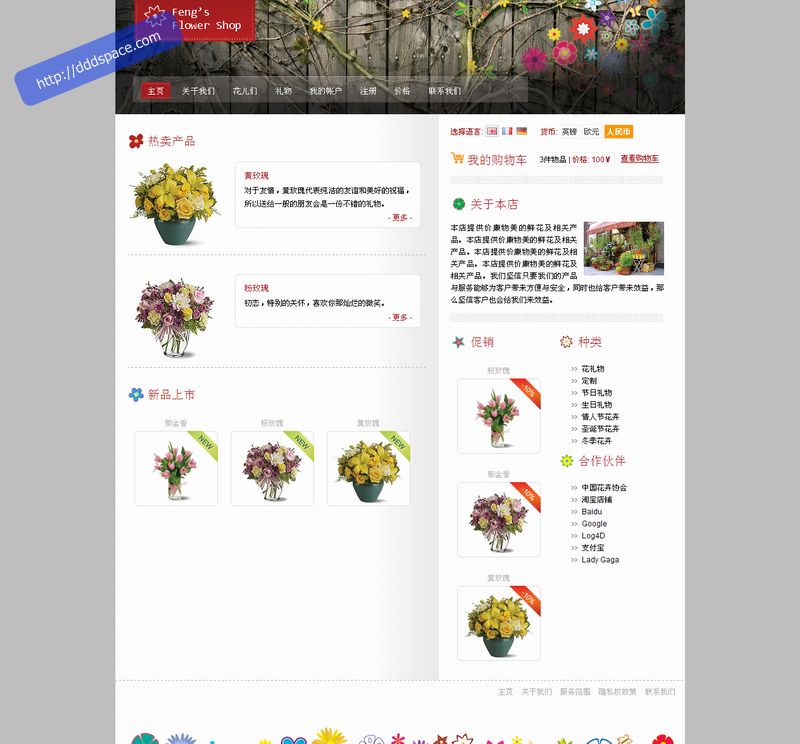 Feng's
Flower Shop
http://dddspace.com
主页 关于我们 花儿们 礼物 我的帐户 注册 价格 联系我们
热卖产品
黄玫瑰
对于友情，黄玫瑰代表纯洁的友谊和美好的祝福，
所以送给一般的朋友会是一份不错的礼物。
- 更多 -
粉玫瑰
初恋，特别的关怀，喜欢你那灿烂的微笑。
- 更多 -
新品上市
郁金香 粉玫瑰 黄玫瑰
NEW NEW NEW
选择语言: 货币: 英镑 欧元 人民币
我的购物车 3件物品 | 价格: 100¥ 查看购物车
关于本店
本店提供价廉物美的鲜花及相关产
品。本店提供价廉物美的鲜花及相关
产品。本店提供价廉物美的鲜花及相
关产品。本店提供价廉物美的鲜花及
相关产品。我们坚信只要我们的产品
与服务能够为客户带来方便与安全，同时也给客户带来效益，那
么坚信客户也会给我们来效益。
促销
粉玫瑰
-10%
郁金香
-10%
黄玫瑰
-10%
种类
›› 花礼物
›› 定制
›› 节日礼物
›› 生日礼物
›› 情人节花卉
›› 圣诞节花卉
›› 冬季花卉
合作伙伴
›› 中国花卉协会
›› 淘宝店铺
›› Baidu
›› Google
›› Log4D
›› 支付宝
›› Lady Gaga
主页 关于我们 服务范围 隐私权政策 联系我们